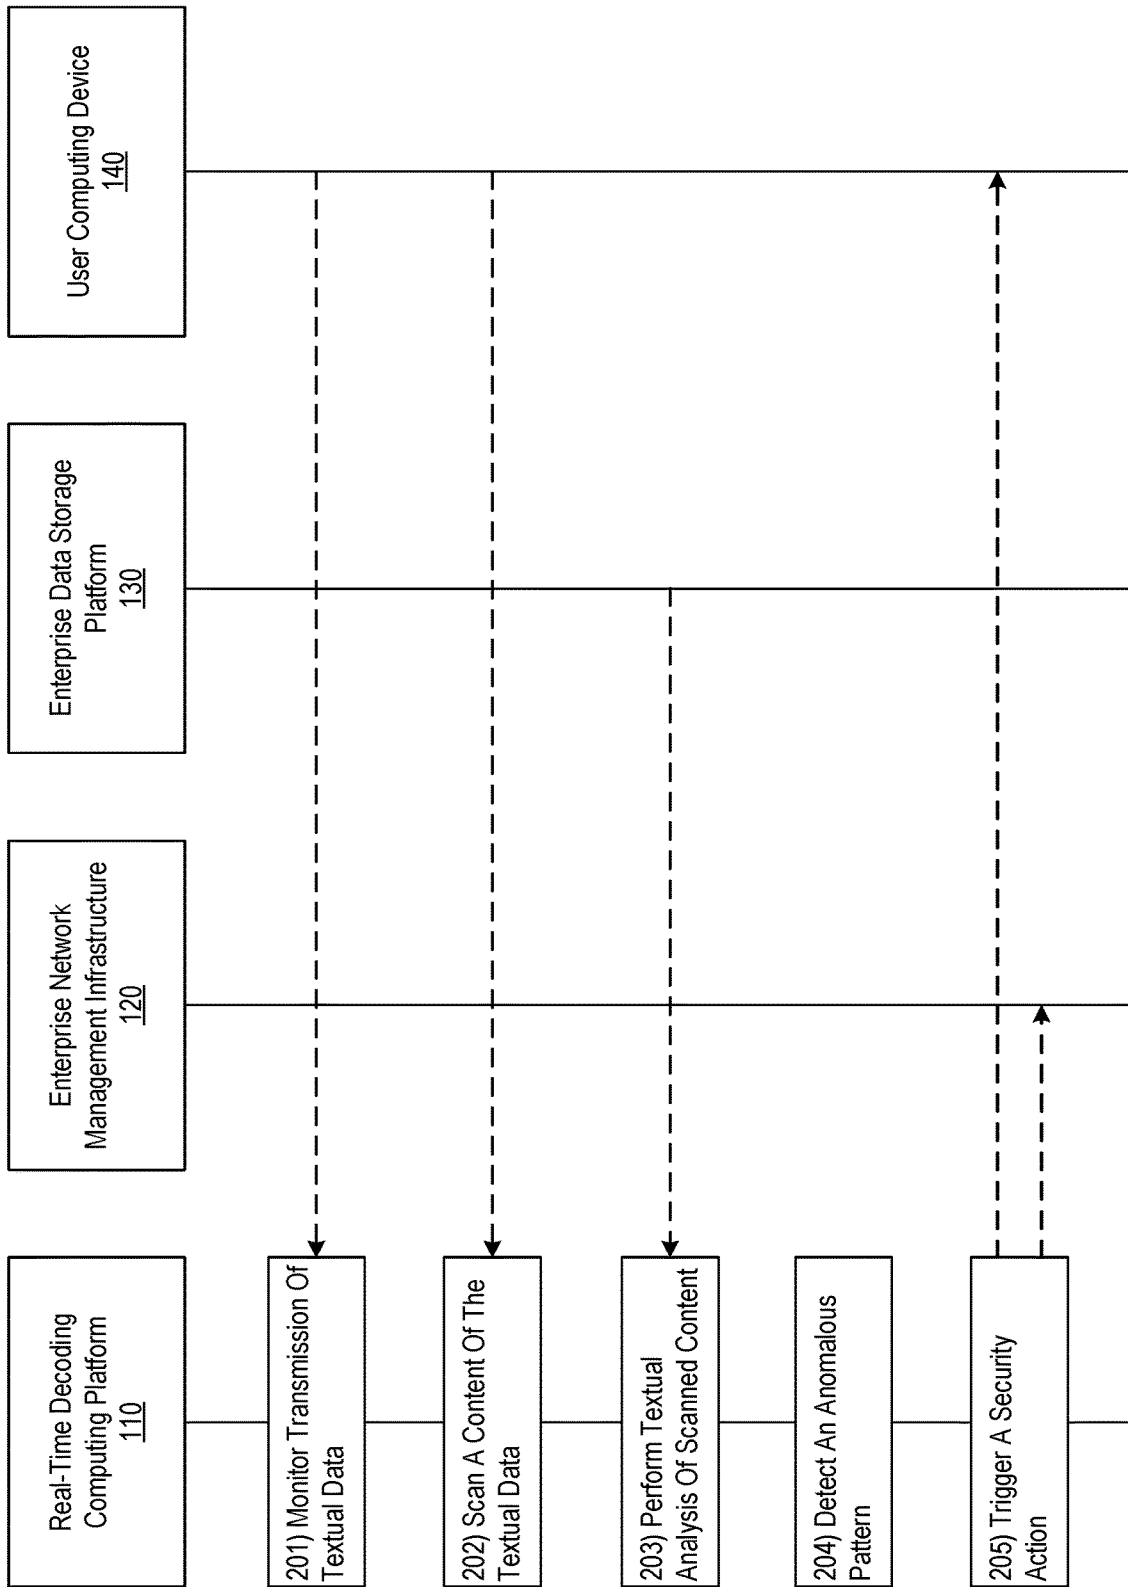 Real-Time Decoding
Computing Platform
110
Enterprise Network
Management Infrastructure
120
Enterprise Data Storage
Platform
130
User Computing Device
140
201) Monitor Transmission Of
Textual Data
202) Scan A Content Of The
Textual Data
203) Perform Textual
Analysis Of Scanned Content
204) Detect An Anomalous
Pattern
205) Trigger A Security
Action